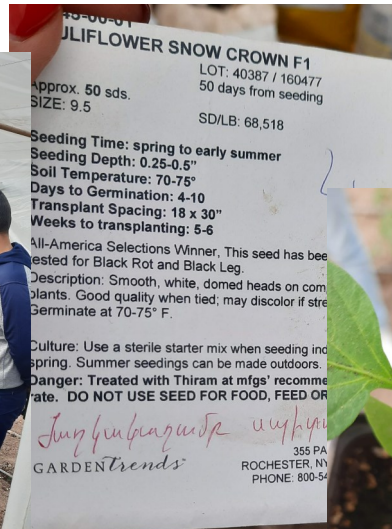 ULIFLOWER SNOW CROWN F1
LOT: 40387 / 160477
Approx. 50 sds.
50 days from seeding
SIZE: 9.5
SD/LB: 68,518
Seeding Time: spring to early summer
Seeding Depth: 0.25-0.5"
Soil Temperature: 70-75°
Days to Germination: 4-10
Transplant Spacing: 18 x 30"
Weeks to transplanting: 5-6
All-America Selections Winner, This seed has bee
tested for Black Rot and Black Leg.
Description: Smooth, white, domed heads on com
plants. Good quality when tied; may discolor if stre
Germinate at 70-75° F.
Culture: Use a sterile starter mix when seeding ind
spring. Summer seedings can be made outdoors.
Danger: Treated with Thiram at mfgs' recomme
rate. DO NOT USE SEED FOR FOOD, FEED OR
Ծաղկակաղամբ
GARDEN trends
355 PA
ROCHESTER, NY
PHONE: 800-54